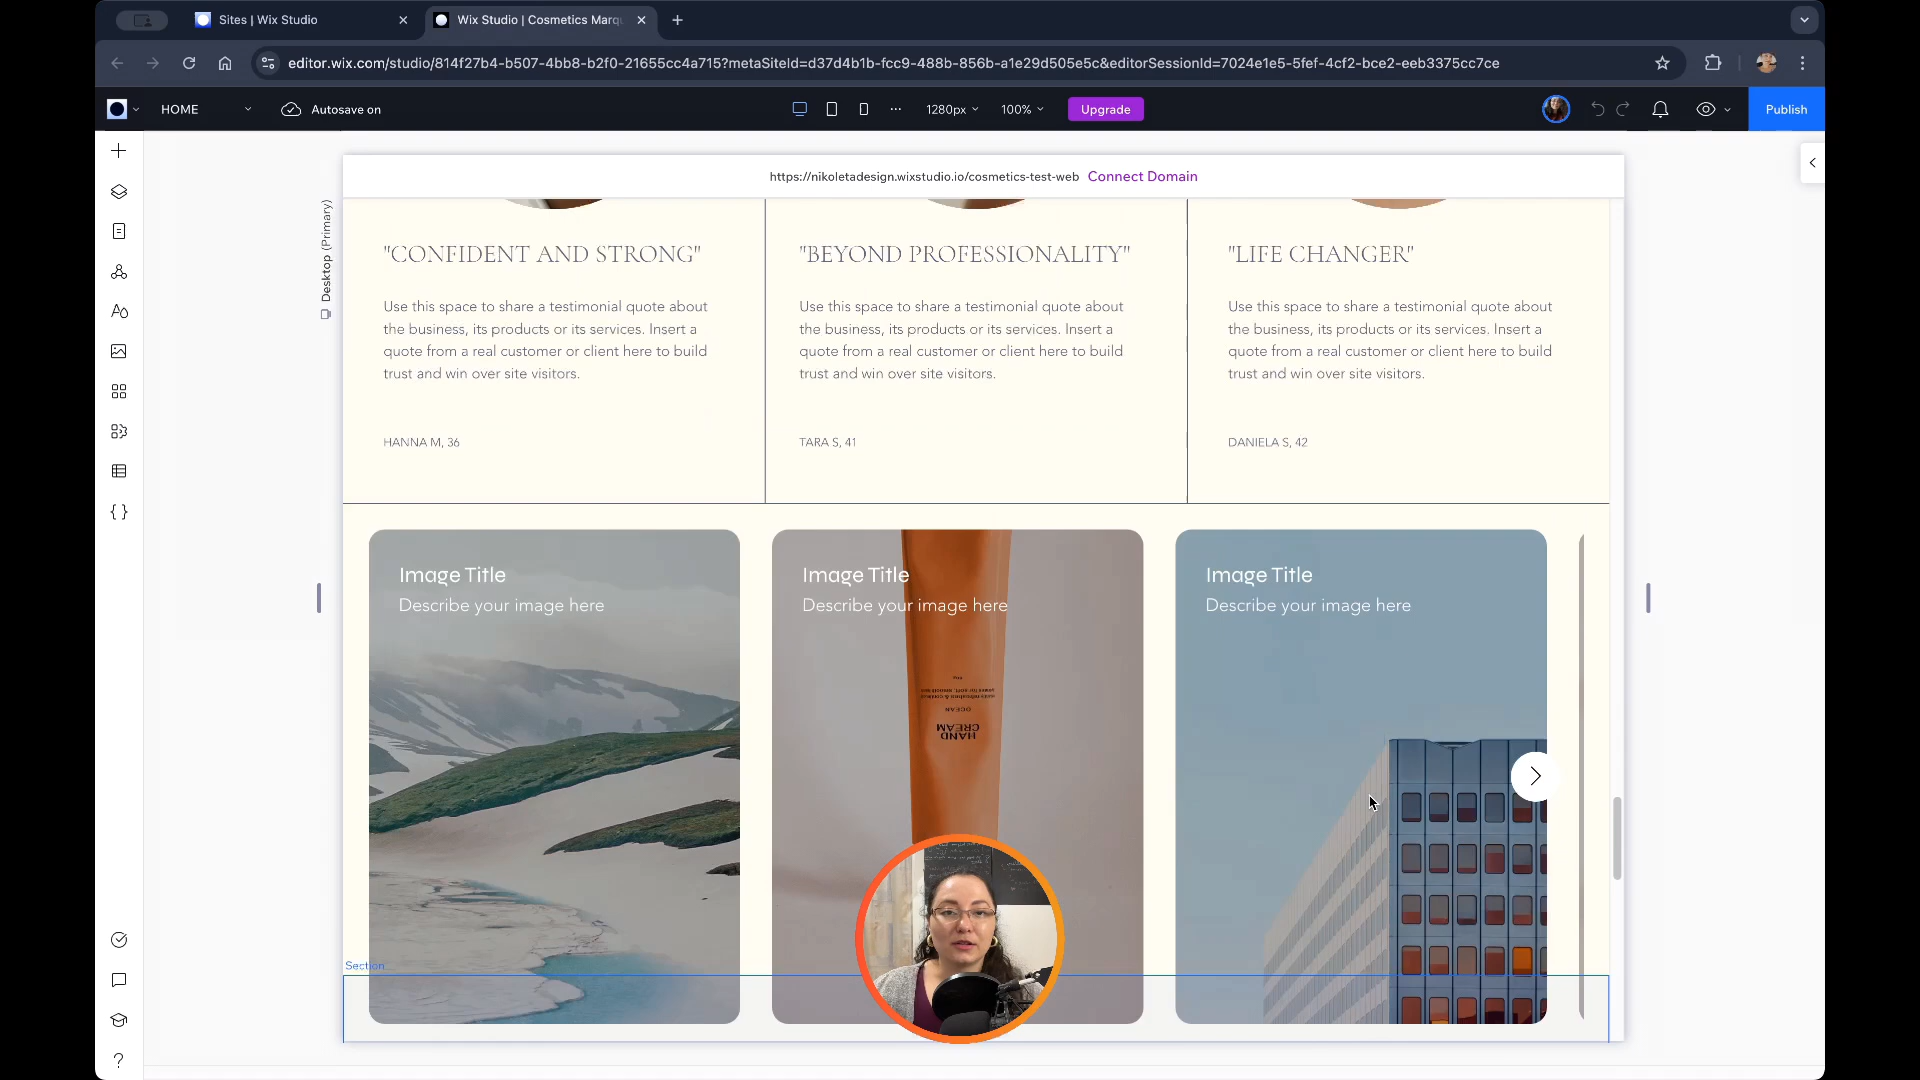 Sites | Wix Studio
Wix Studio | Cosmetics Marq
editor.wix.com/studio/814f27b4-b507-4bb8-b2f0-21655cc4a715?metaSiteId=d37d4b1b-fcc9-488b-856b-a1e29d505e5c&editorSessionId=7024e1e5-5fef-4cf2-bce2-eeb3375cc7ce
HOME
Autosave on
1280px
100%
Upgrade
Publish
https://nikoletadesign.wixstudio.io/cosmetics-test-web Connect Domain
Desktop (Primary)
"CONFIDENT AND STRONG"
Use this space to share a testimonial quote about
the business, its products or its services. Insert a
quote from a real customer or client here to build
trust and win over site visitors.
HANNA M, 36
"BEYOND PROFESSIONALITY"
Use this space to share a testimonial quote about
the business, its products or its services. Insert a
quote from a real customer or client here to build
trust and win over site visitors.
TARA S, 41
"LIFE CHANGER"
Use this space to share a testimonial quote about
the business, its products or its services. Insert a
quote from a real customer or client here to build
trust and win over site visitors.
DANIELA S, 42
Image Title
Describe your image here
Image Title
Describe your image here
OCEAN
HAND
CREAM
Image Title
Describe your image here
Section